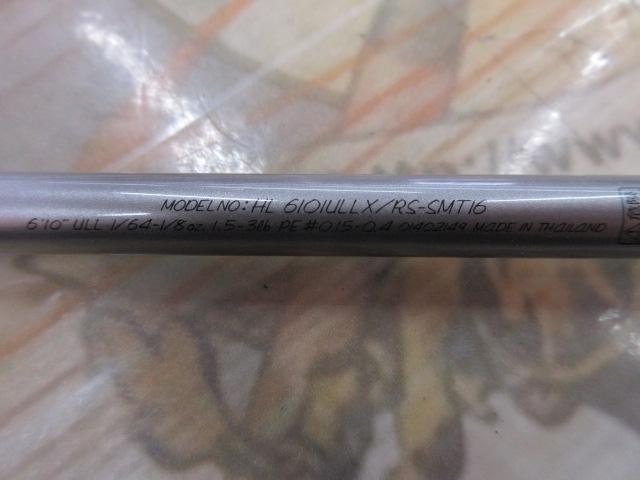 MODEL NO: HL 6101ULLX/RS-SMT16
6'10" ULL 1/64-1/8oz. 1.5-3lb PE #0.15-0.4 01402149 MADE IN THAILAND